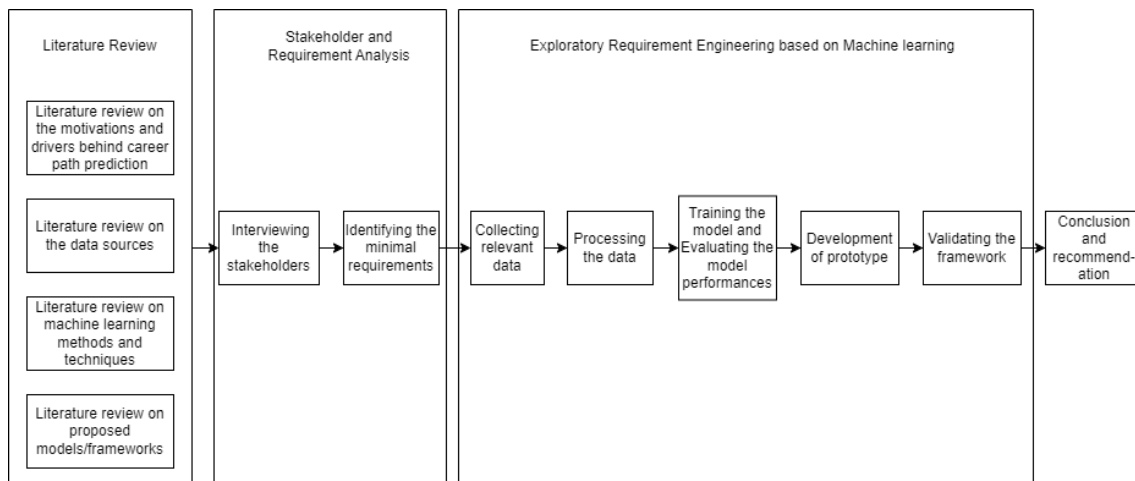 Literature Review
Literature review on
the motivations and
drivers behind career
path prediction
Literature review on
the data sources
Literature review on
machine learning
methods and
techniques
Literature review on
proposed
models/frameworks
Stakeholder and
Requirement Analysis
Interviewing
the
stakeholders
Identifying the
minimal
requirements
Exploratory Requirement Engineering based on Machine learning
Collecting
relevant
data
Processing
the data
Training the
model and
Evaluating the
model
performances
Development
of prototype
Validating the
framework
Conclusion
and
recommend-
ation